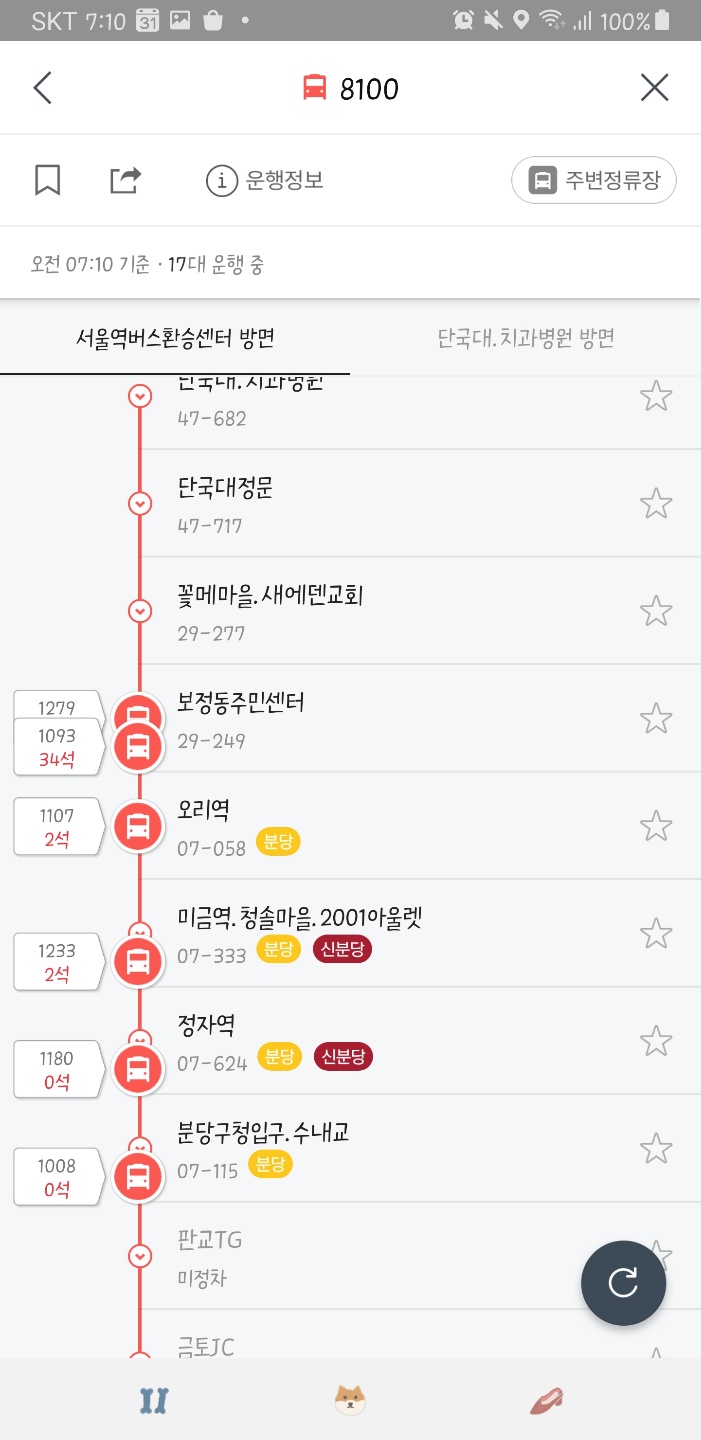 SKT 7:10 31 100%
8100
운행정보
주변정류장
오전 07:10 기준 · 17대 운행 중
서울역버스환승센터 방면
단국대.치과병원 방면
단국대.치과병원
47-682
단국대정문
47-717
꽃메마을.새에덴교회
29-277
1279
보정동주민센터
1093
34석
29-249
1107
2석
오리역
07-058 분당
미금역.청솔마을.2001아울렛
1233
2석
07-333 분당 신분당
정자역
1180
0석
07-624 분당 신분당
분당구청입구.수내교
1008
0석
07-115 분당
판교TG
미정차
금토JC